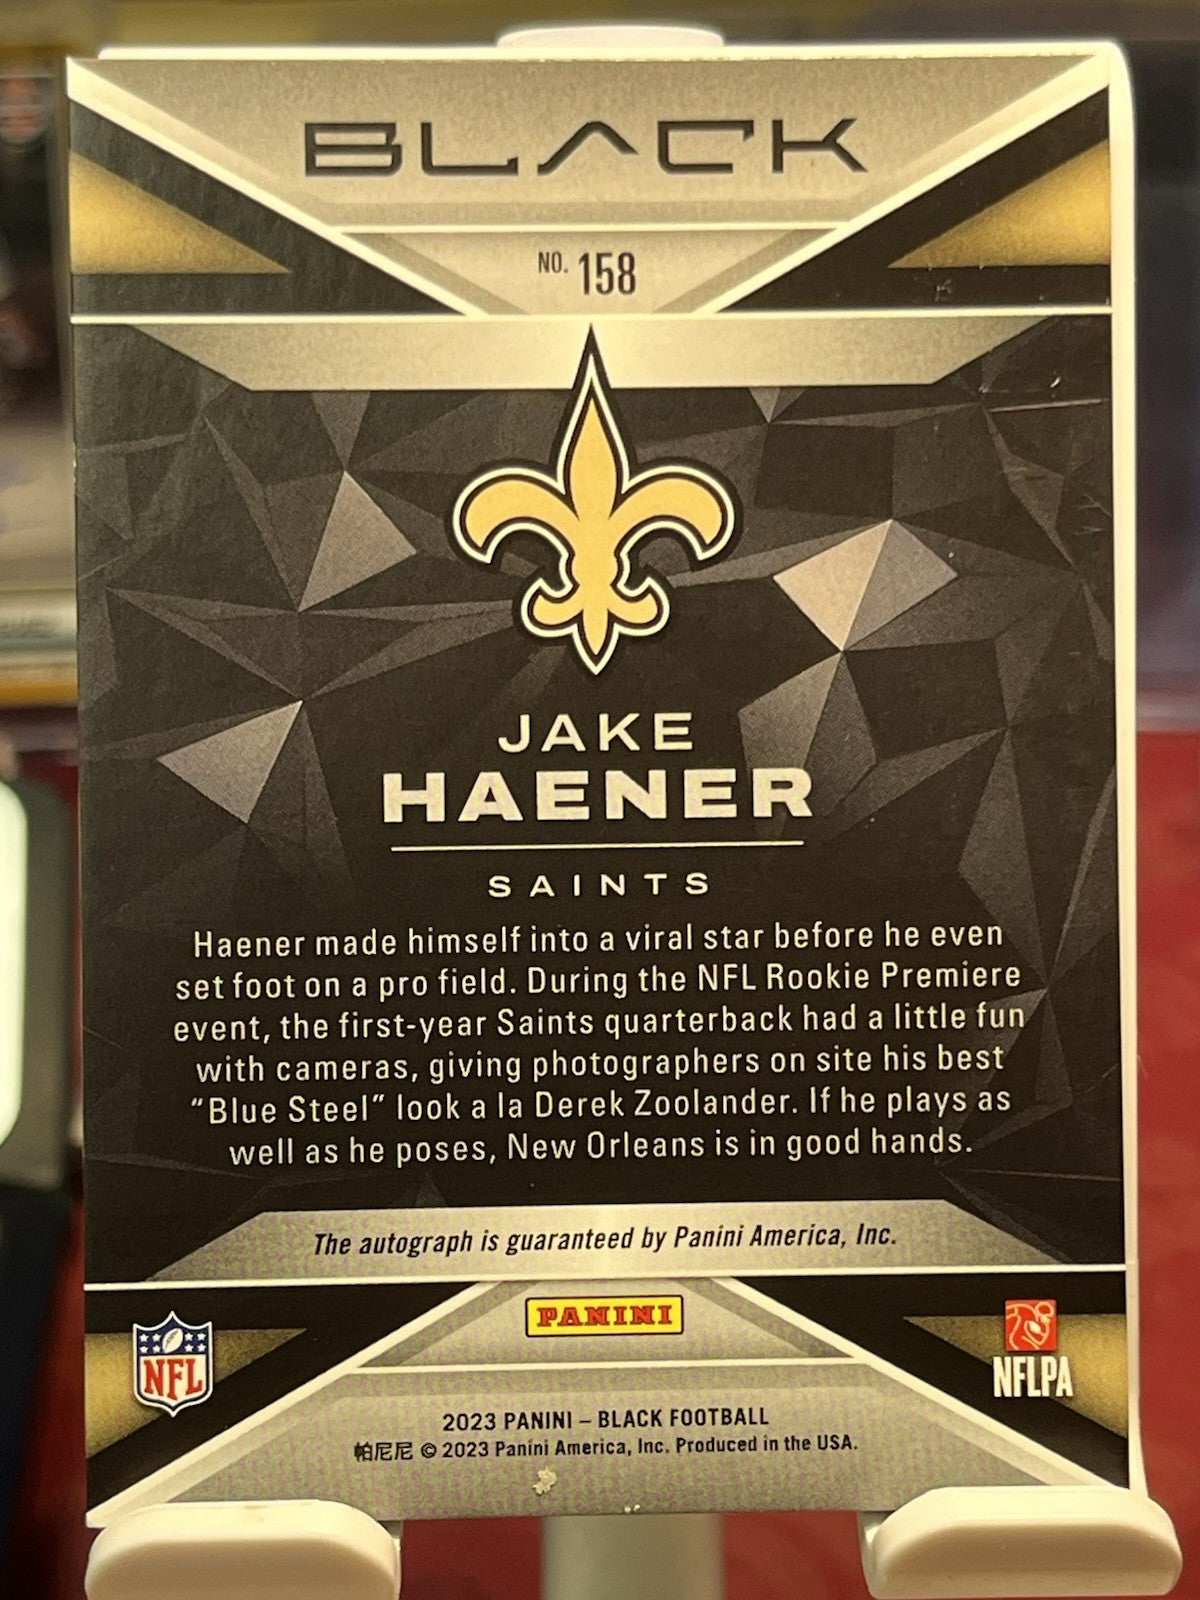 BLACK
NO. 158
JAKE
HAENER
SAINTS
Haener made himself into a viral star before he even
set foot on a pro field. During the NFL Rookie Premiere
event, the first-year Saints quarterback had a little fun
with cameras, giving photographers on site his best
“Blue Steel” look a la Derek Zoolander. If he plays as
well as he poses, New Orleans is in good hands.
The autograph is guaranteed by Panini America, Inc.
PANINI
NFL
NFLPA
2023 PANINI – BLACK FOOTBALL
帕尼尼 © 2023 Panini America, Inc. Produced in the USA.